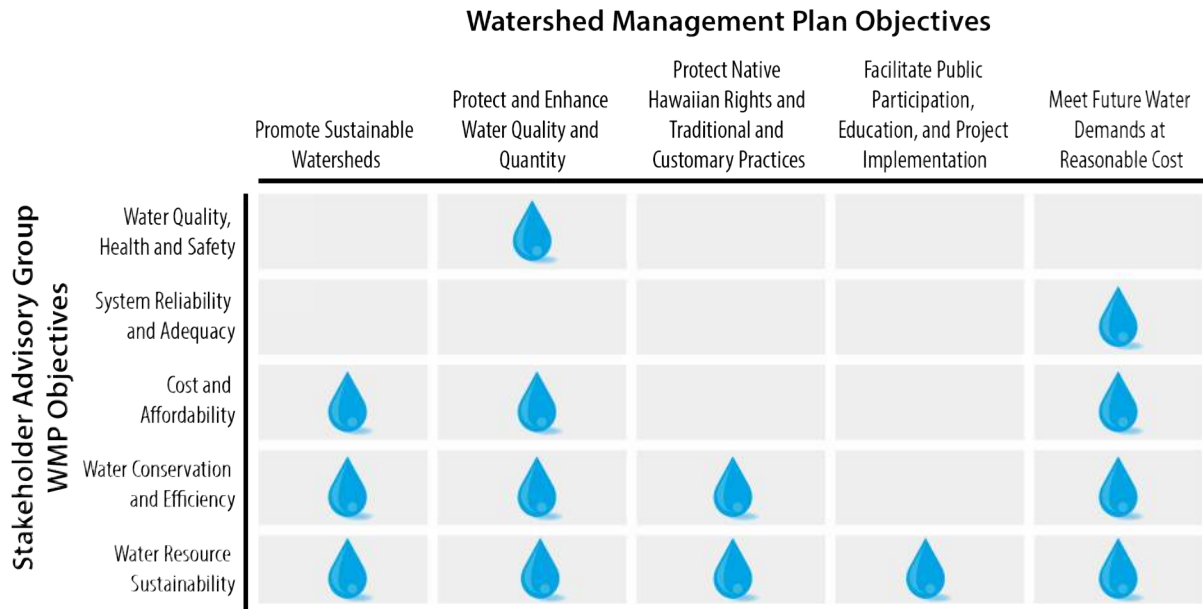 Watershed Management Plan Objectives
Promote Sustainable
Watersheds
Protect and Enhance
Water Quality and
Quantity
Protect Native
Hawaiian Rights and
Traditional and
Customary Practices
Facilitate Public
Participation,
Education, and Project
Implementation
Meet Future Water
Demands at
Reasonable Cost
Stakeholder Advisory Group
WMP Objectives
Water Quality,
Health and Safety
System Reliability
and Adequacy
Cost and
Affordability
Water Conservation
and Efficiency
Water Resource
Sustainability